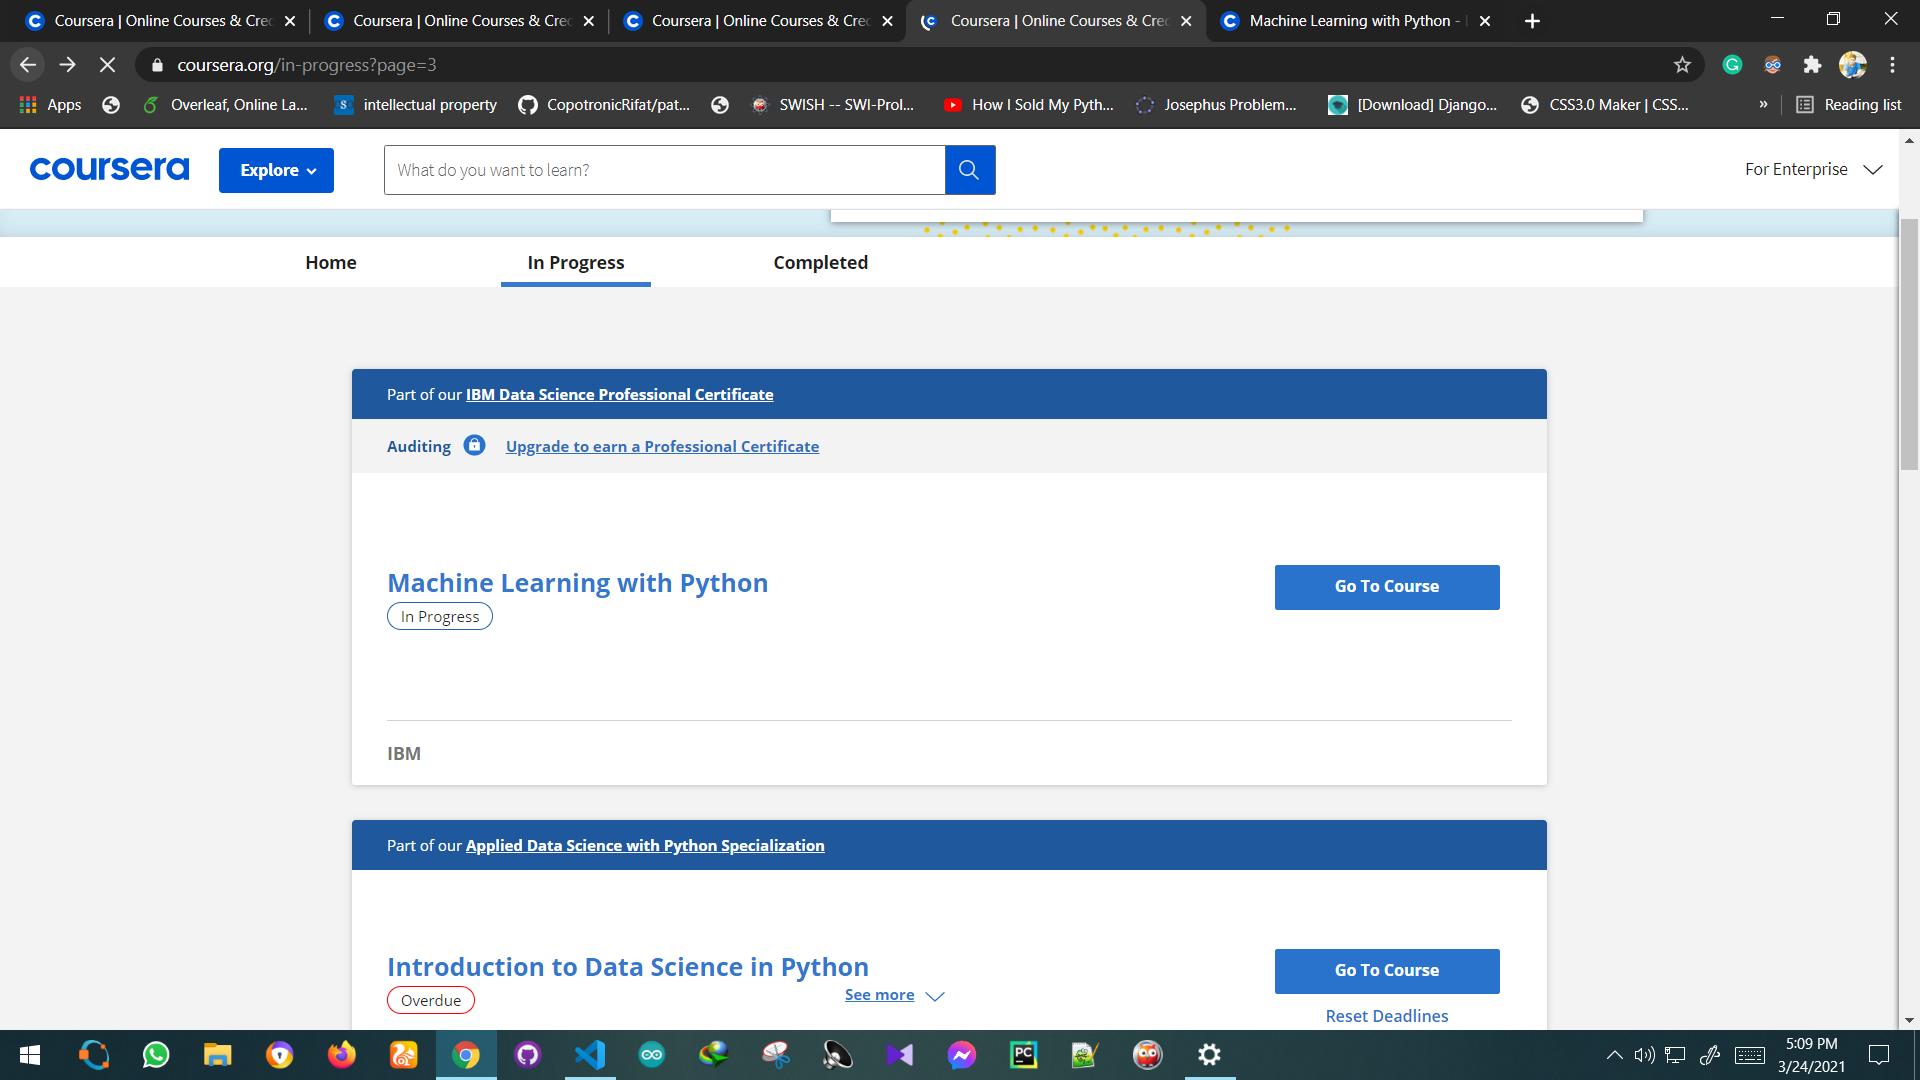 Coursera | Online Courses & Cre
Coursera | Online Courses & Cre
Coursera | Online Courses & Cre
Coursera | Online Courses & Cre
Machine Learning with Python -
coursera.org/in-progress?page=3
Apps
Overleaf, Online La...
intellectual property
CopotronicRifat/pat...
SWISH -- SWI-Prol...
How I Sold My Pyth...
Josephus Problem...
[Download] Django...
CSS3.0 Maker | CSS...
»
Reading list
coursera
Explore
What do you want to learn?
For Enterprise
Home
In Progress
Completed
Part of our IBM Data Science Professional Certificate
Auditing
Upgrade to earn a Professional Certificate
Machine Learning with Python
Go To Course
In Progress
IBM
Part of our Applied Data Science with Python Specialization
Introduction to Data Science in Python
Go To Course
Overdue
See more
Reset Deadlines
5:09 PM
3/24/2021